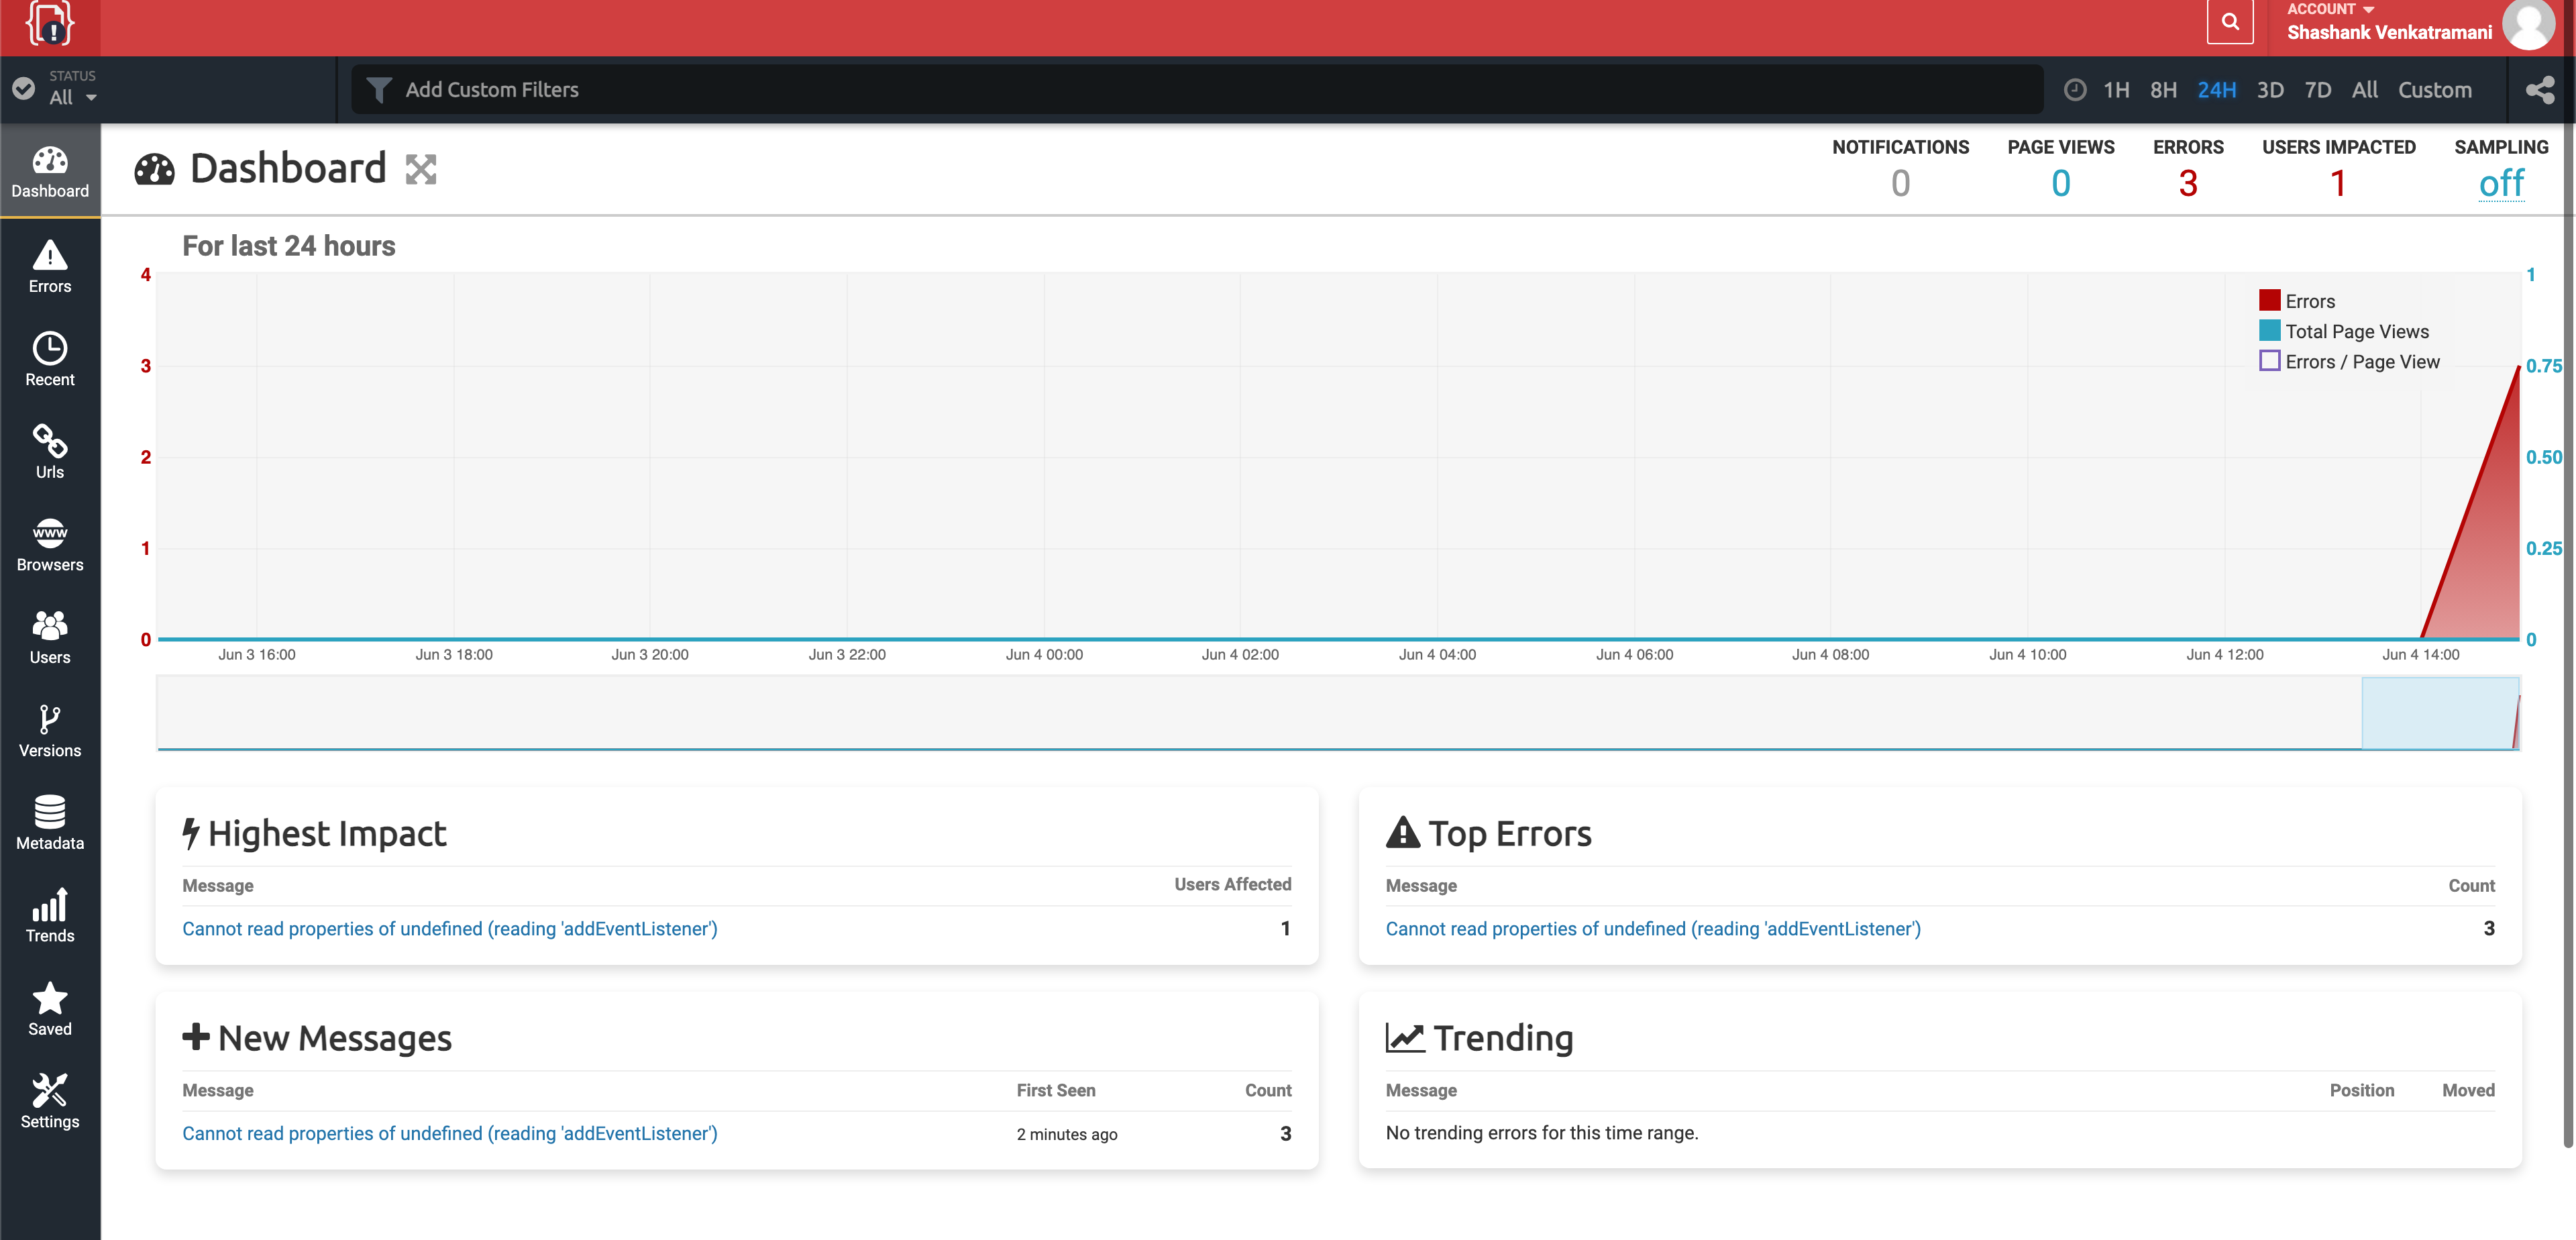 ACCOUNT
Shashank Venkatramani
STATUS
All
Add Custom Filters
1H 8H 24H 3D 7D All Custom
Dashboard
Errors
Recent
Urls
www
Browsers
Users
Versions
Metadata
Trends
Saved
Settings
Dashboard
NOTIFICATIONS PAGE VIEWS ERRORS USERS IMPACTED SAMPLING
0 0 3 1 off
For last 24 hours
4
3
2
1
0
1
0.75
0.50
0.25
0
Errors
Total Page Views
Errors / Page View
Jun 3 16:00 Jun 3 18:00 Jun 3 20:00 Jun 3 22:00 Jun 4 00:00 Jun 4 02:00 Jun 4 04:00 Jun 4 06:00 Jun 4 08:00 Jun 4 10:00 Jun 4 12:00 Jun 4 14:00
Highest Impact
Message Users Affected
Cannot read properties of undefined (reading 'addEventListener') 1
Top Errors
Message Count
Cannot read properties of undefined (reading 'addEventListener') 3
New Messages
Message First Seen Count
Cannot read properties of undefined (reading 'addEventListener') 2 minutes ago 3
Trending
Message Position Moved
No trending errors for this time range.